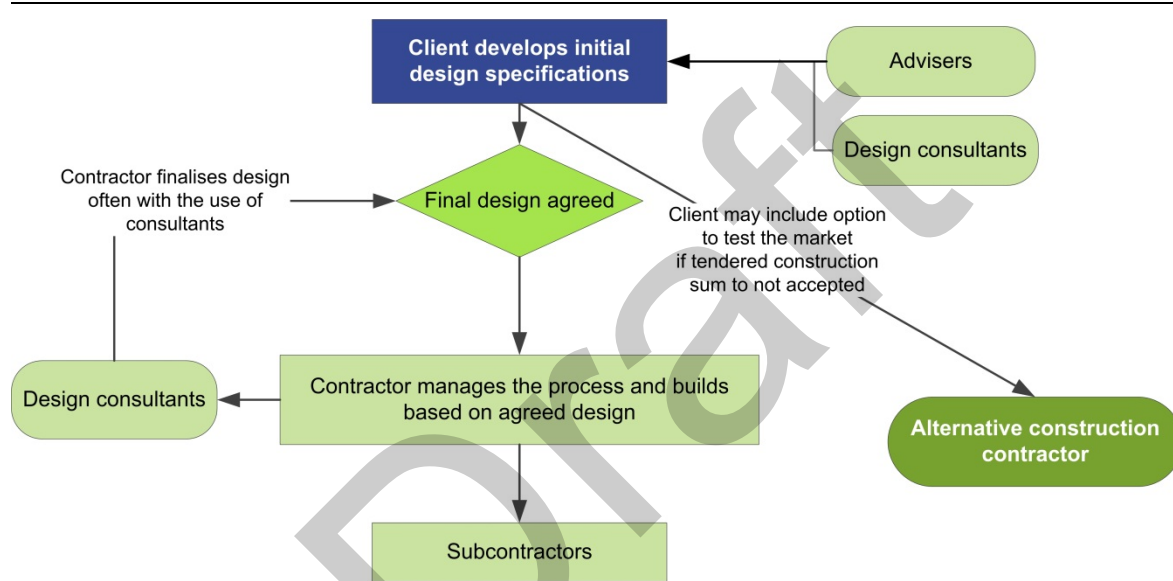 Client develops initial
design specifications
Advisers
Design consultants
Contractor finalises design
often with the use of
consultants
Final design agreed
Client may include option
to test the market
if tendered construction
sum to not accepted
Design consultants
Contractor manages the process and builds
based on agreed design
Alternative construction
contractor
Subcontractors
Draft